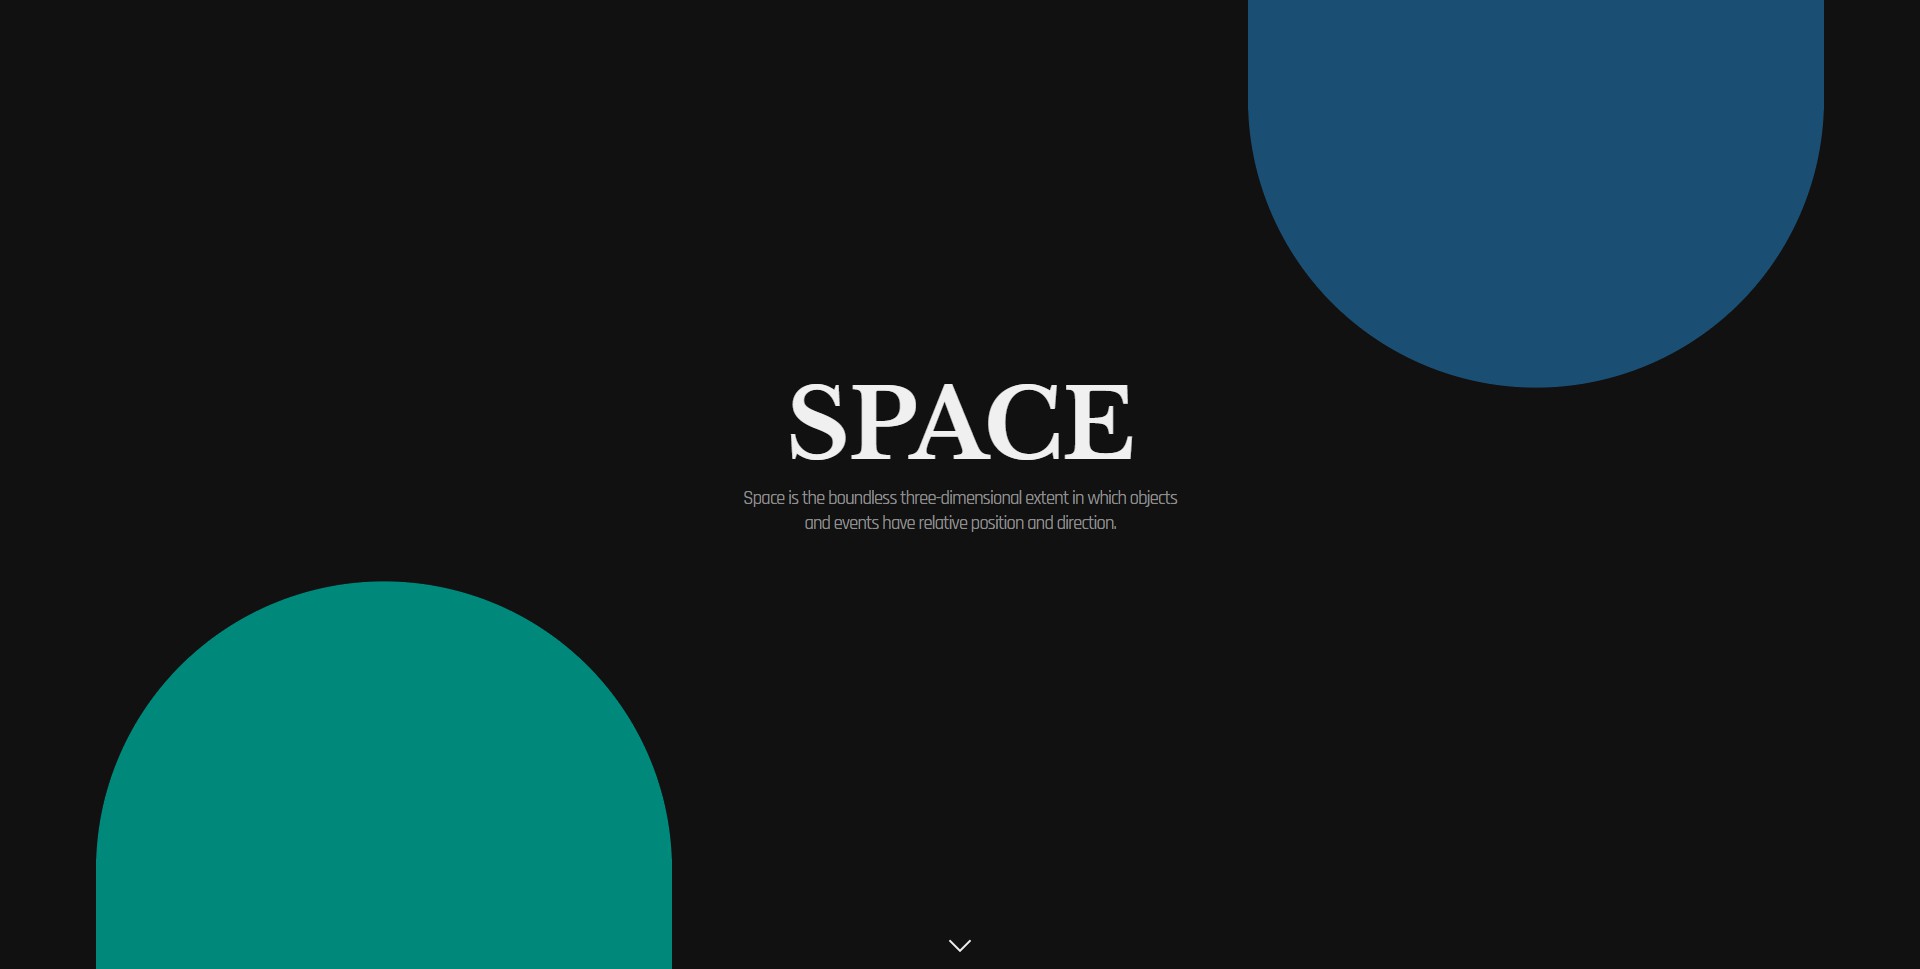 SPACE
Space is the boundless three-dimensional extent in which objects
and events have relative position and direction.